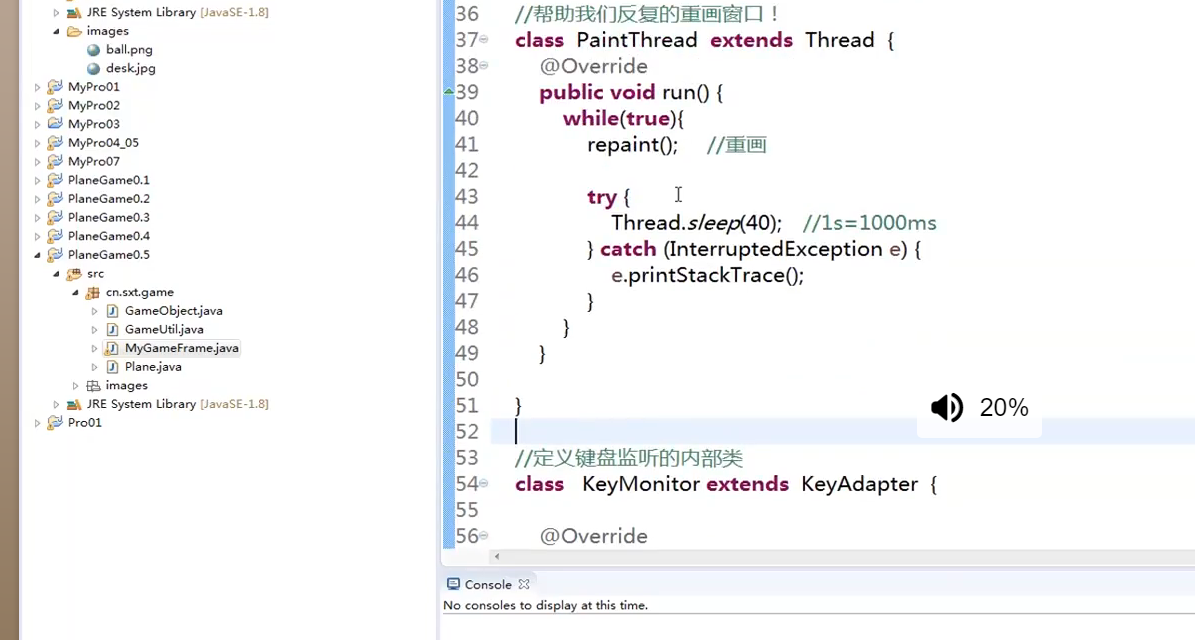 JRE System Library [JavaSE-1.8]
images
ball.png
desk.jpg
MyPro01
MyPro02
MyPro03
MyPro04_05
MyPro07
PlaneGame0.1
PlaneGame0.2
PlaneGame0.3
PlaneGame0.4
PlaneGame0.5
src
cn.sxt.game
GameObject.java
GameUtil.java
MyGameFrame.java
Plane.java
images
JRE System Library [JavaSE-1.8]
Pro01
36 //帮助我们反复的重画窗口！
37 class PaintThread extends Thread {
38 @Override
39 public void run() {
40 while(true){
41 repaint(); //重画
42
43 try {
44 Thread.sleep(40); //1s=1000ms
45 } catch (InterruptedException e) {
46 e.printStackTrace();
47 }
48 }
49 }
50
51 }
52
53 //定义键盘监听的内部类
54 class KeyMonitor extends KeyAdapter {
55
56 @Override
20%
Console
No consoles to display at this time.